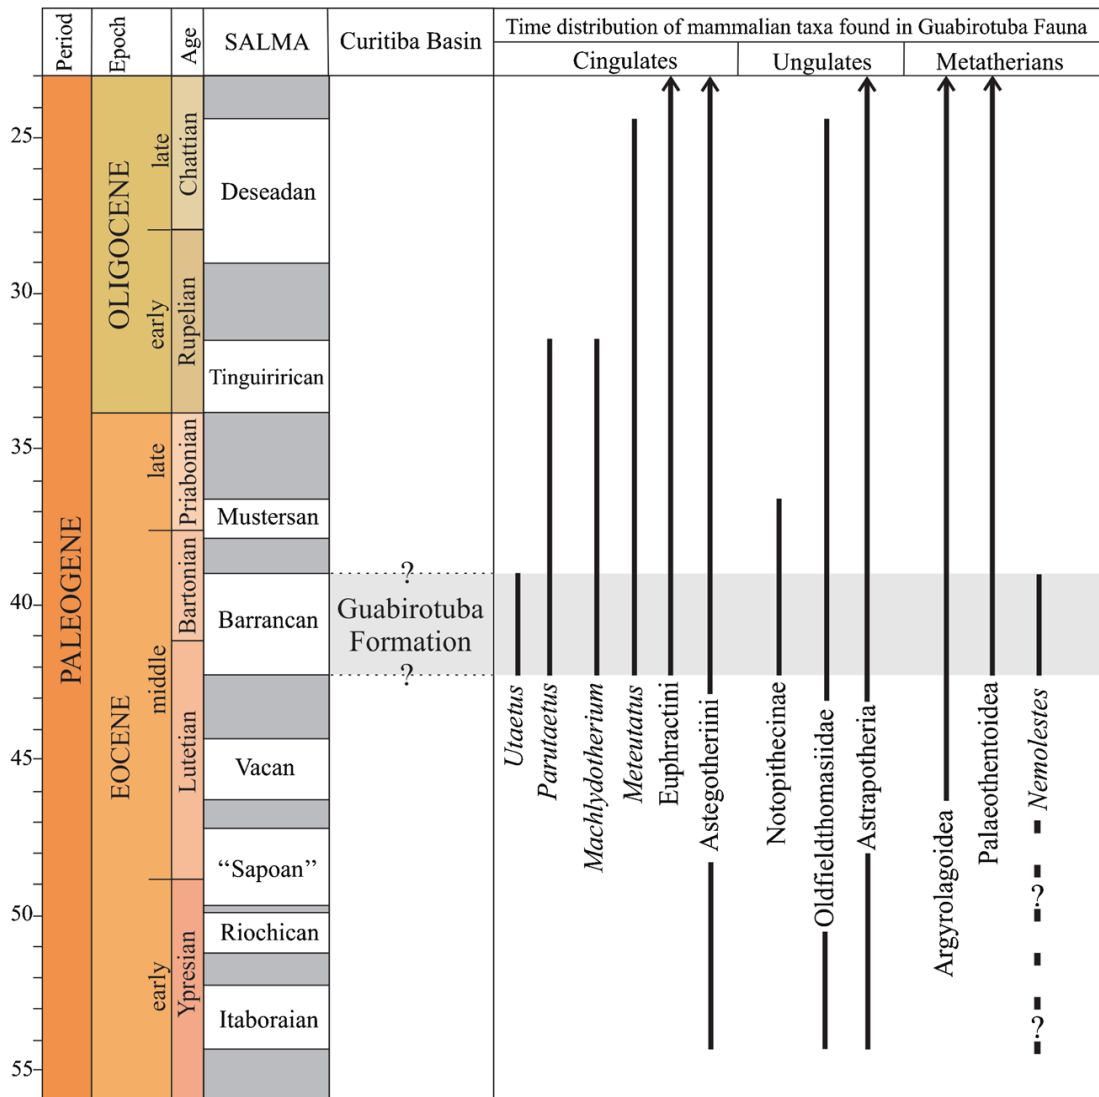 Period
Epoch
Age
SALMA
Curitiba Basin
Time distribution of mammalian taxa found in Guabirotuba Fauna
Cingulates
Ungulates
Metatherians
25
30
35
40
45
50
55
PALEOGENE
OLIGOCENE
EOCENE
late
early
late
middle
early
Chattian
Rupelian
Priabonian
Bartonian
Lutetian
Ypresian
Deseadan
Tinguirirican
Mustersan
Barrancan
Vacan
“Sapoan”
Riochican
Itaboraian
?
Guabirotuba
Formation
?
Utaetus
Parutaetus
Machlydotherium
Meteutatus
Euphractini
Astegotheriini
Notopithecinae
Oldfieldthomasiidae
Astrapotheria
Argyrolagoidea
Palaeothentoidea
Nemolestes
?
?